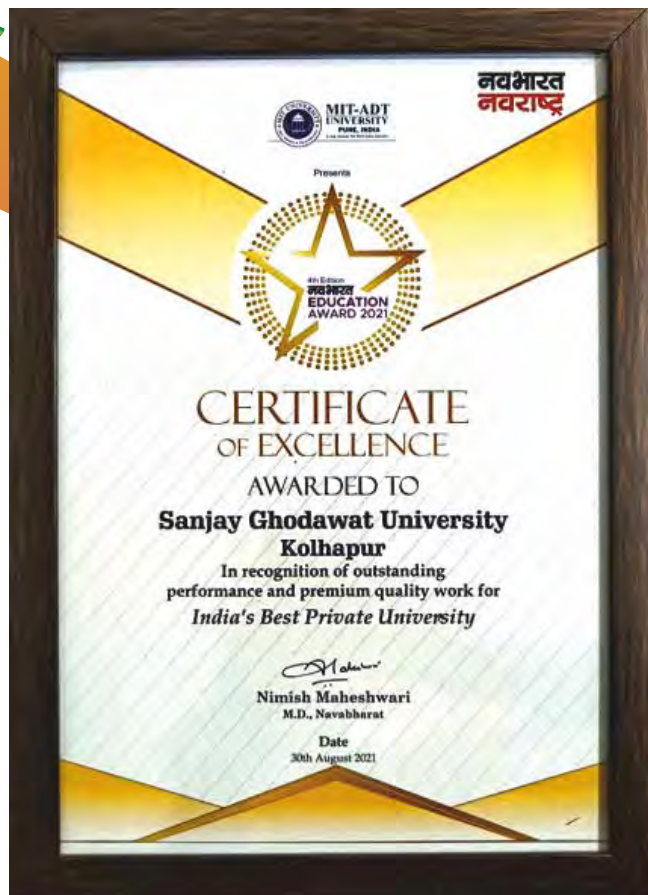 नवभारत
नवराष्ट्र
MIT-ADT
UNIVERSITY
PUNE, INDIA
Presents
4th Edition
नवभारत
EDUCATION
AWARD 2021
CERTIFICATE
OF EXCELLENCE
AWARDED TO
Sanjay Ghodawat University
Kolhapur
In recognition of outstanding
performance and premium quality work for
India's Best Private University
Nimish Maheshwari
M.D., Navabharat
Date
30th August 2021